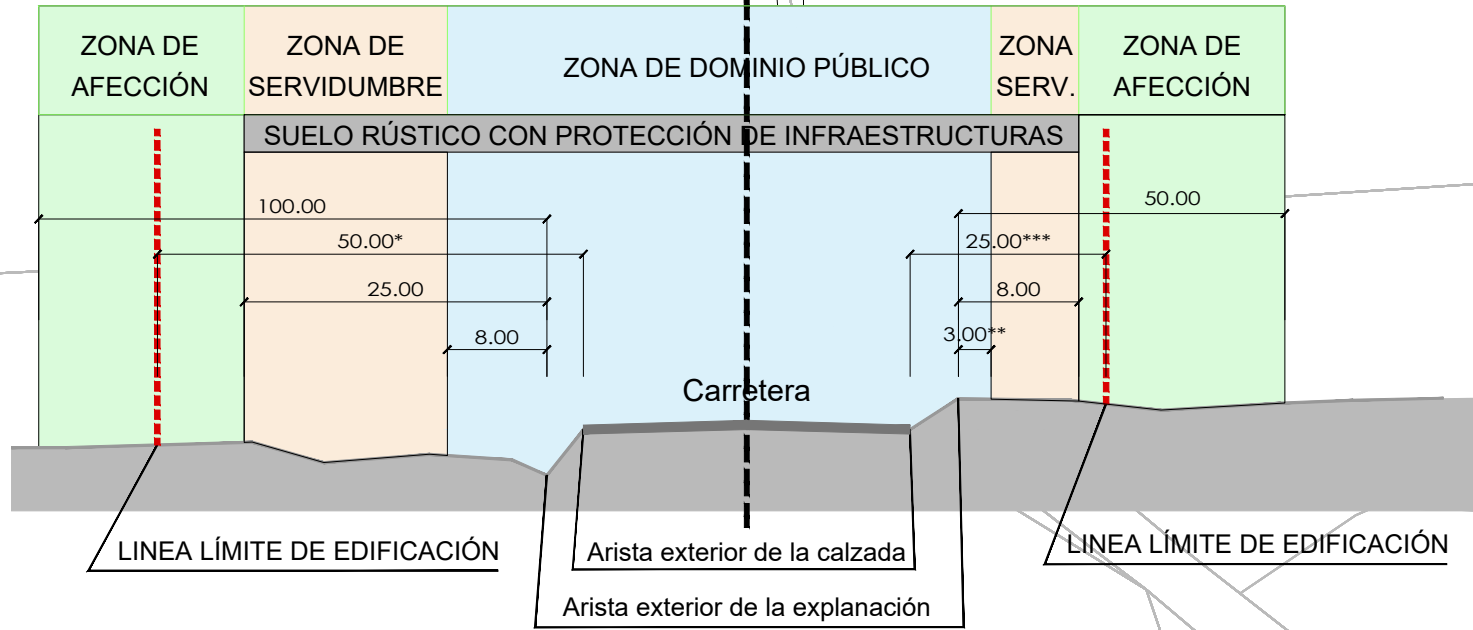 ZONA DE
AFECCIÓN
ZONA DE
SERVIDUMBRE
ZONA DE DOMINIO PÚBLICO
ZONA
SERV.
ZONA DE
AFECCIÓN
SUELO RÚSTICO CON PROTECCIÓN DE INFRAESTRUCTURAS
100.00
50.00
50.00*
25.00***
25.00
8.00
8.00
3.00**
Carretera
LINEA LÍMITE DE EDIFICACIÓN
Arista exterior de la calzada
LINEA LÍMITE DE EDIFICACIÓN
Arista exterior de la explanación